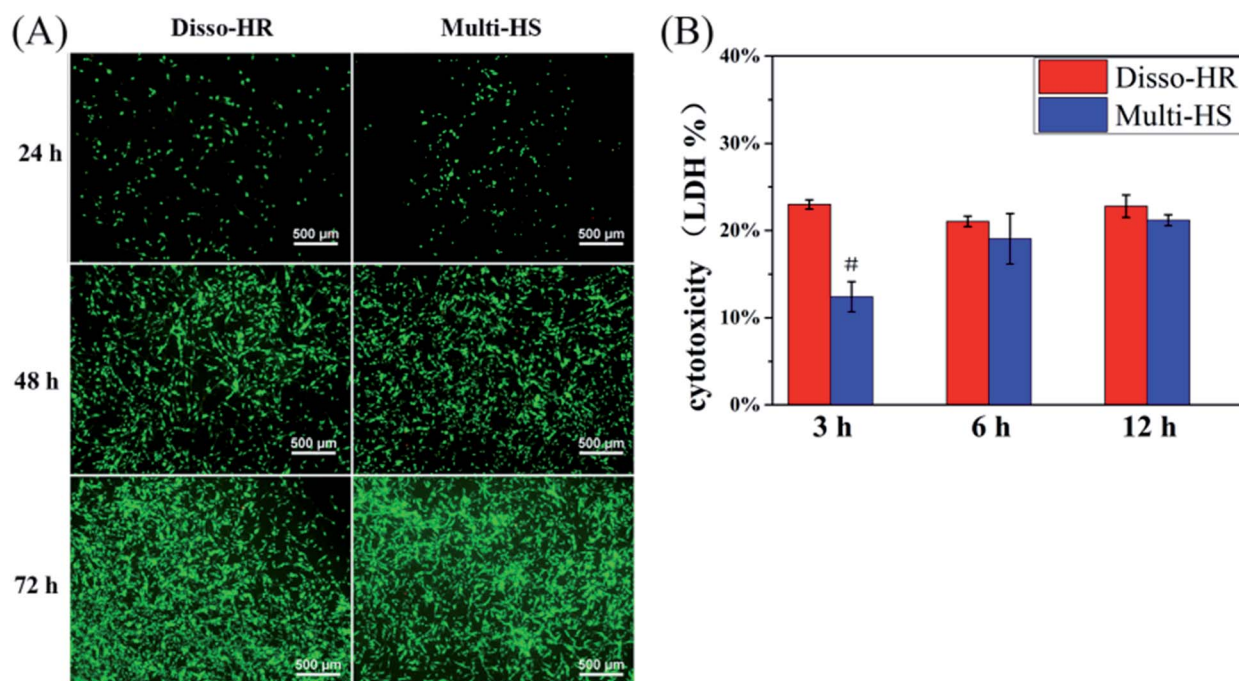 (A)
Disso-HR
Multi-HS
24 h
500 µm
500 µm
48 h
500 µm
500 µm
72 h
500 µm
500 µm
(B)
cytotoxicity（LDH %）
40%
30%
20%
10%
0%
Disso-HR
Multi-HS
#
3 h
6 h
12 h